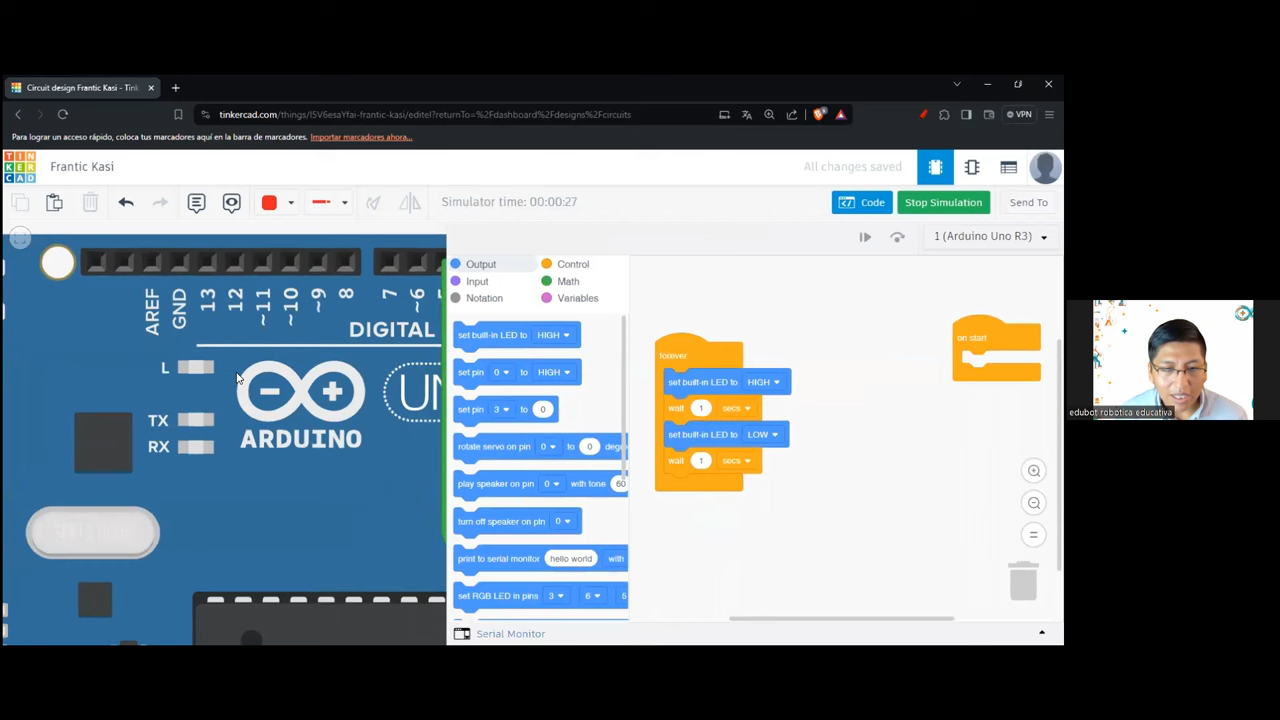 Circuit design Frantic Kasi - Tink
tinkercad.com/things/I5V6esaYfai-frantic-kasi/editel?returnTo=%2Fdashboard%2Fdesigns%2Fcircuits
VPN
Para lograr un acceso rápido, coloca tus marcadores aquí en la barra de marcadores. Importar marcadores ahora...
TIN
KER
CAD
Frantic Kasi
All changes saved
Simulator time: 00:00:27
Code
Stop Simulation
Send To
1 (Arduino Uno R3)
AREF
GND
13
12
~11
~10
~9
8
7
~6
DIGITAL
L
TX
RX
ARDUINO
UN
Output
Control
Input
Math
Notation
Variables
set built-in LED to HIGH
set pin 0 to HIGH
set pin 3 to 0
rotate servo on pin 0 to 0 degre
play speaker on pin 0 with tone 60
turn off speaker on pin 0
print to serial monitor hello world with
set RGB LED in pins 3 6 5
forever
set built-in LED to HIGH
wait 1 secs
set built-in LED to LOW
wait 1 secs
on start
Serial Monitor
edubot robotica educativa